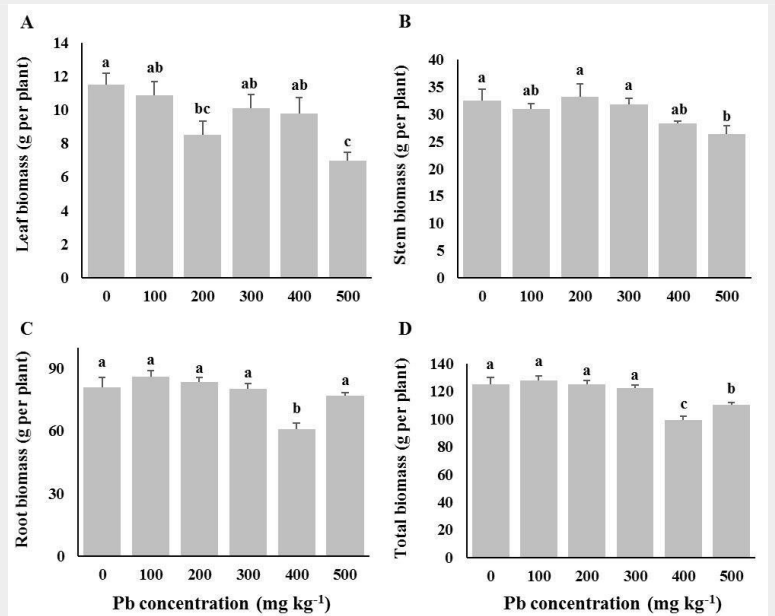 A
Leaf biomass (g per plant)
14
12
10
8
6
4
2
0
a
ab
bc
ab
ab
c
0 100 200 300 400 500
B
Stem biomass (g per plant)
40
35
30
25
20
15
10
5
0
a
ab
a
a
ab
b
0 100 200 300 400 500
C
Root biomass (g per plant)
90
60
30
0
a
a
a
a
b
a
0 100 200 300 400 500
Pb concentration (mg kg⁻¹)
D
Total biomass (g per plant)
140
120
100
80
60
40
20
0
a
a
a
a
c
b
0 100 200 300 400 500
Pb concentration (mg kg⁻¹)